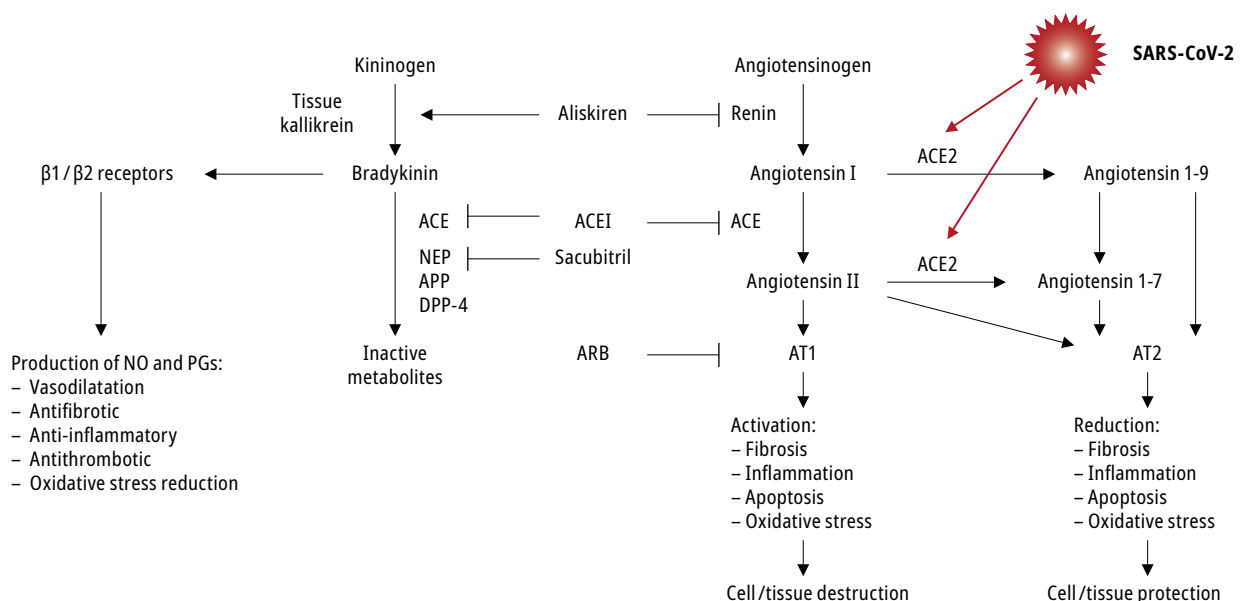 SARS-CoV-2
Kininogen
Angiotensinogen
Tissue
kallikrein
Aliskiren
Renin
ACE2
β1 / β2 receptors
Bradykinin
Angiotensin I
Angiotensin 1-9
ACE
ACEI
ACE
NEP
Sacubitril
ACE2
APP
DPP-4
Angiotensin II
Angiotensin 1-7
Inactive
metabolites
ARB
AT1
AT2
Production of NO and PGs:
– Vasodilatation
– Antifibrotic
– Anti-inflammatory
– Antithrombotic
– Oxidative stress reduction
Activation:
– Fibrosis
– Inflammation
– Apoptosis
– Oxidative stress
Reduction:
– Fibrosis
– Inflammation
– Apoptosis
– Oxidative stress
Cell / tissue destruction
Cell / tissue protection